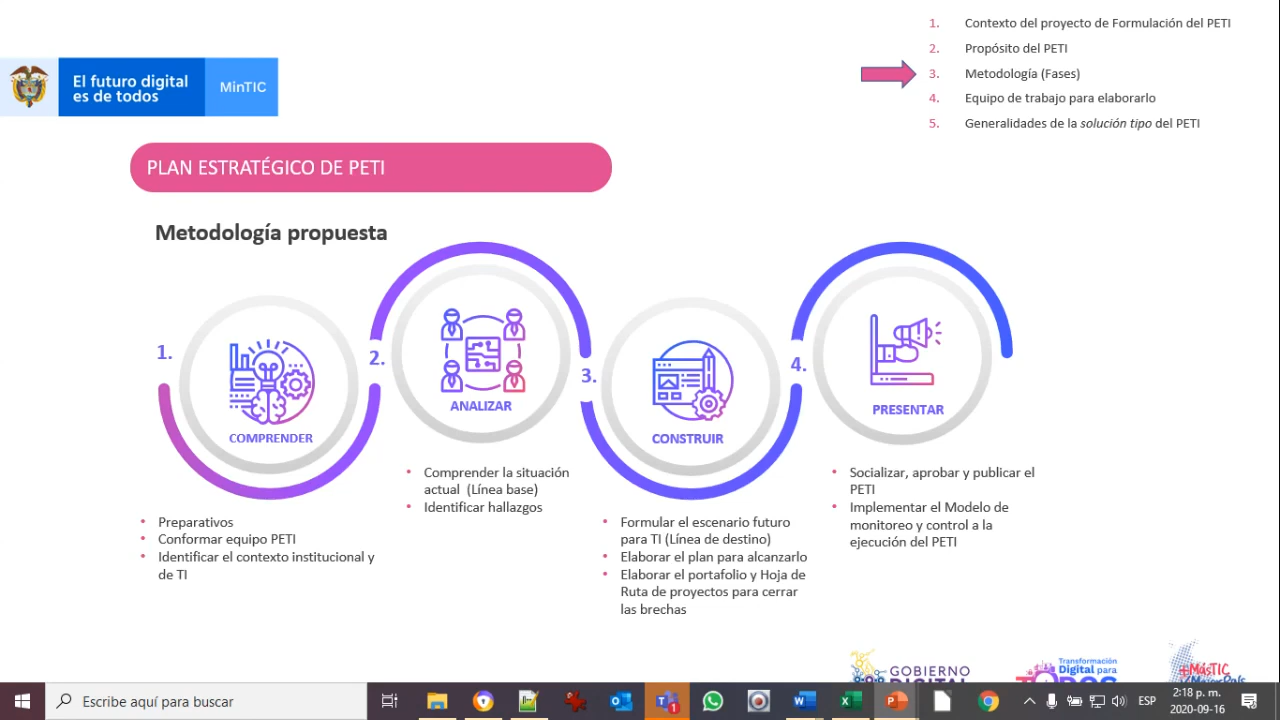 1. Contexto del proyecto de Formulación del PETI
2. Propósito del PETI
3. Metodología (Fases)
4. Equipo de trabajo para elaborarlo
5. Generalidades de la solución tipo del PETI
El futuro digital
es de todos
MinTIC
PLAN ESTRATÉGICO DE PETI
Metodología propuesta
1.
COMPRENDER
• Preparativos
• Conformar equipo PETI
• Identificar el contexto institucional y
de TI
2.
ANALIZAR
• Comprender la situación
actual (Línea base)
• Identificar hallazgos
3.
CONSTRUIR
• Formular el escenario futuro
para TI (Línea de destino)
• Elaborar el plan para alcanzarlo
• Elaborar el portafolio y Hoja de
Ruta de proyectos para cerrar
las brechas
4.
PRESENTAR
• Socializar, aprobar y publicar el
PETI
• Implementar el Modelo de
monitoreo y control a la
ejecución del PETI
GOBIERNO
DIGITAL
Transformación
Digital para
TODOS
+MásTIC
Escribe aquí para buscar
1
ESP
2:18 p. m.
2020-09-16